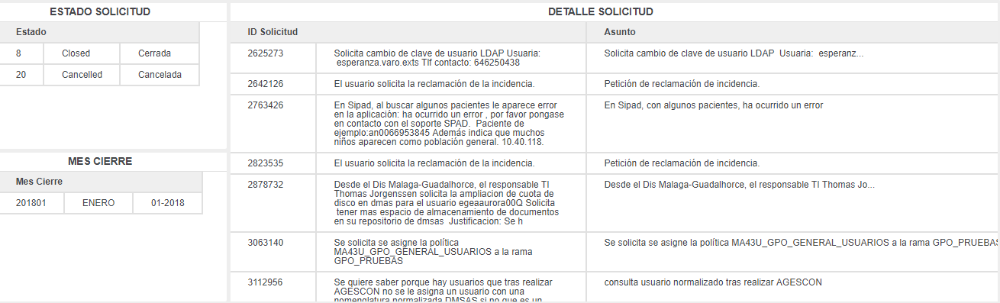 ESTADO SOLICITUD
Estado
8 Closed Cerrada
20 Cancelled Cancelada
MES CIERRE
Mes Cierre
201801 ENERO 01-2018
DETALLE SOLICITUD
ID Solicitud Asunto
2625273 Solicita cambio de clave de usuario LDAP Usuaria: Solicita cambio de clave de usuario LDAP Usuaria: esperanz...
esperanza.varo.exts Tlf contacto: 646250438
2642126 El usuario solicita la reclamación de la incidencia. Petición de reclamación de incidencia.
2763426 En Sipad, al buscar algunos pacientes le aparece error En Sipad, con algunos pacientes, ha ocurrido un error
en la aplicación: ha ocurrido un error , por favor pongase
en contacto con el soporte SPAD. Paciente de
ejemplo:an0066953845 Además indica que muchos
niños aparecen como población general. 10.40.118.
2823535 El usuario solicita la reclamación de la incidencia. Petición de reclamación de incidencia.
2878732 Desde el Dis Malaga-Guadalhorce, el responsable TI Desde el Dis Malaga-Guadalhorce, el responsable TI Thomas Jo...
Thomas Jorgenssen solicita la ampliacion de cuota de
disco en dmas para el usuario egeaaurora00Q Solicita
tener mas espacio de almacenamiento de documentos
en su repositorio de dmsas Justificacion: Se h
3063140 Se solicita se asigne la política Se solicita se asigne la política MA43U_GPO_GENERAL_USUARIOS a la rama GPO_PRUEBAS
MA43U_GPO_GENERAL_USUARIOS a la rama
GPO_PRUEBAS
3112956 Se quiere saber porque hay usuarios que tras realizar consulta usuario normalizado tras realizar AGESCON
AGESCON no se le asigna un usuario con una
nomenglatura normalizada DMSAS si no que es un